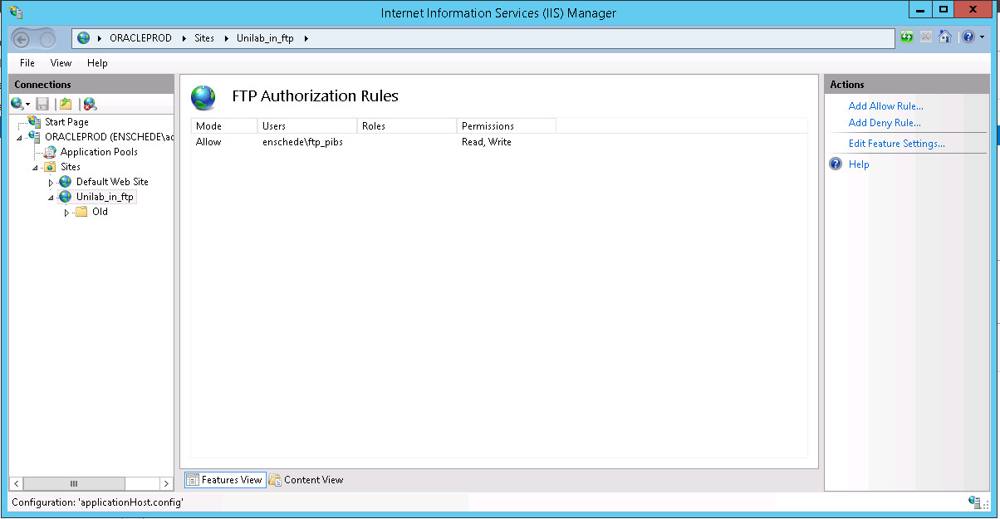 Internet Information Services (IIS) Manager
ORACLEPROD Sites Unilab_in_ftp
File View Help
Connections
Start Page
ORACLEPROD (ENSCHEDE\ac
Application Pools
Sites
Default Web Site
Unilab_in_ftp
Old
FTP Authorization Rules
Mode Users Roles Permissions
Allow enschede\ftp_pibs Read, Write
Features View Content View
Actions
Add Allow Rule...
Add Deny Rule...
Edit Feature Settings...
Help
Configuration: 'applicationHost.config'